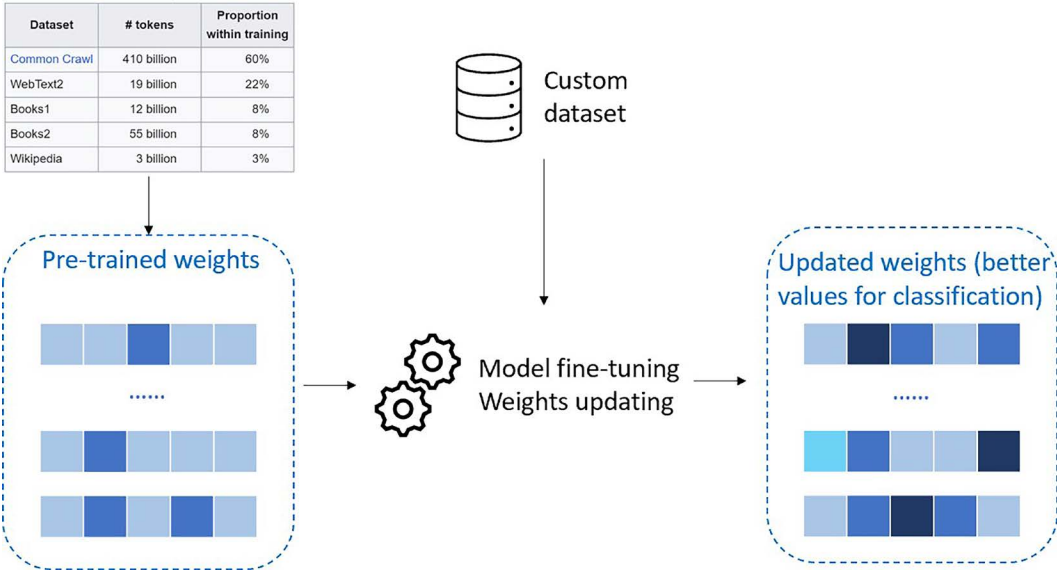 Dataset # tokens Proportion within training
Common Crawl 410 billion 60%
WebText2 19 billion 22%
Books1 12 billion 8%
Books2 55 billion 8%
Wikipedia 3 billion 3%
Custom
dataset
Pre-trained weights
......
Model fine-tuning
Weights updating
Updated weights (better
values for classification)
......